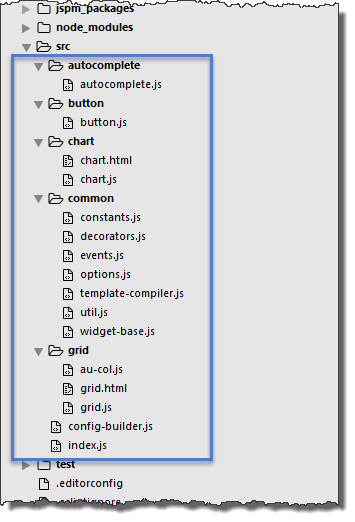 jspm_packages
node_modules
src
autocomplete
autocomplete.js
button
button.js
chart
chart.html
chart.js
common
constants.js
decorators.js
events.js
options.js
template-compiler.js
util.js
widget-base.js
grid
au-col.js
grid.html
grid.js
config-builder.js
index.js
test
.editorconfig